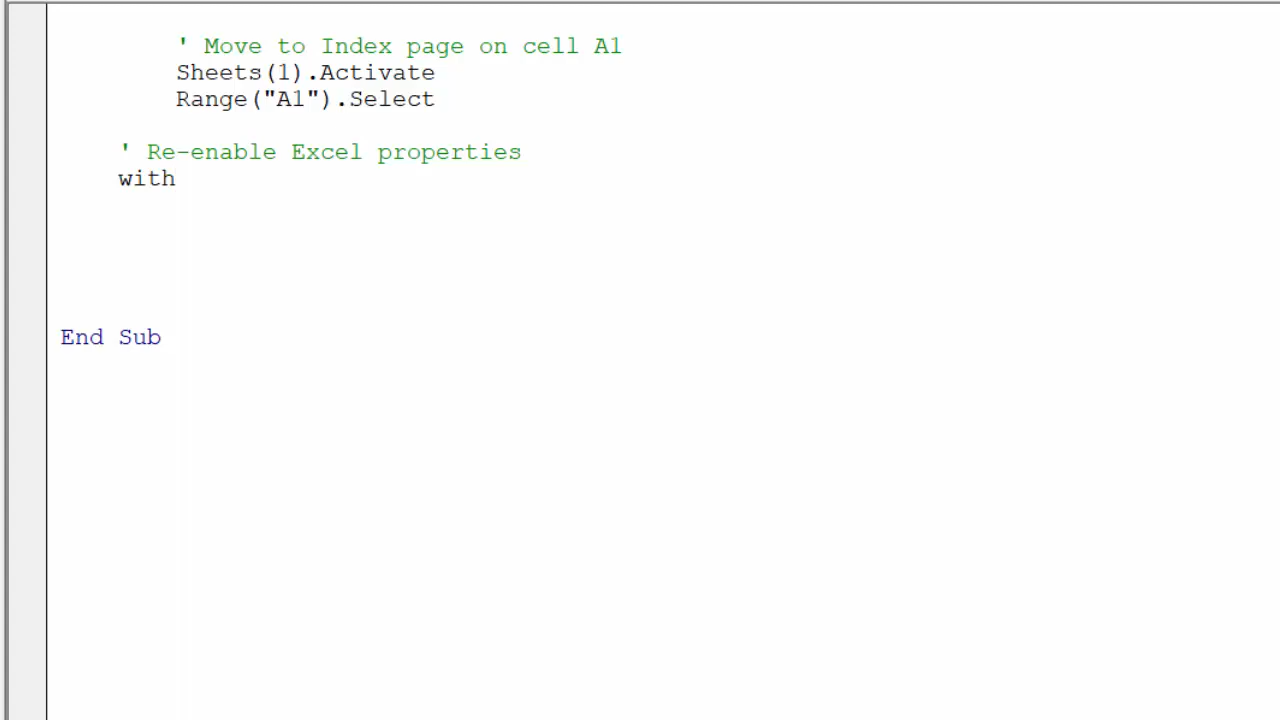 ' Move to Index page on cell A1
Sheets(1).Activate
Range("A1").Select
' Re-enable Excel properties
with
End Sub